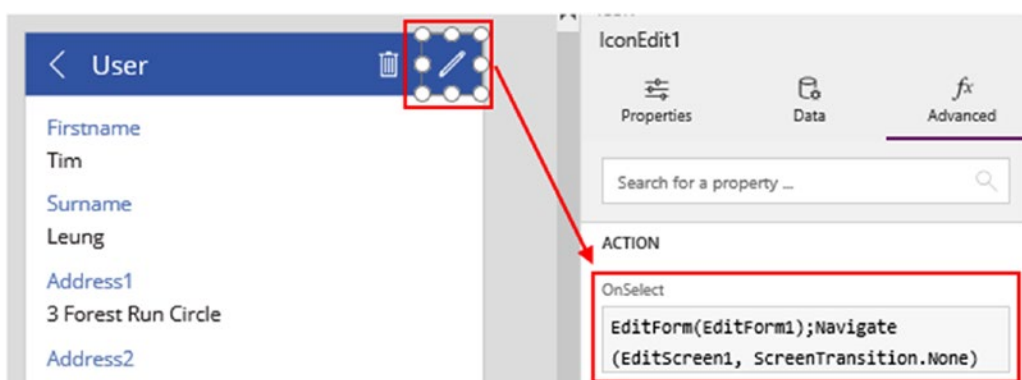 User
Firstname
Tim
Surname
Leung
Address1
3 Forest Run Circle
Address2
IconEdit1
Properties Data Advanced
Search for a property ...
ACTION
OnSelect
EditForm(EditForm1);Navigate
(EditScreen1, ScreenTransition.None)